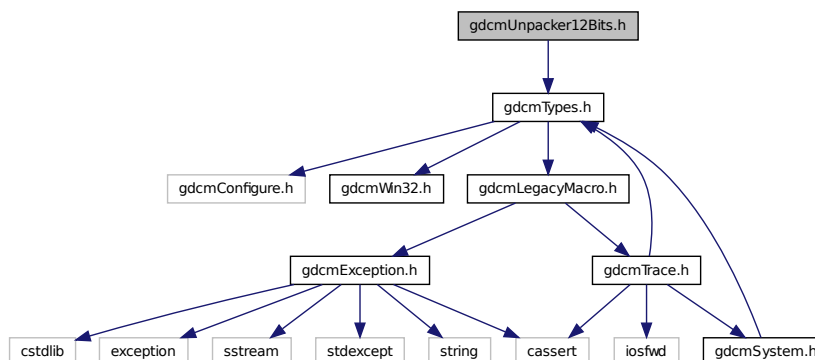 gdcmUnpacker12Bits.h
gdcmTypes.h
gdcmConfigure.h
gdcmWin32.h
gdcmLegacyMacro.h
gdcmException.h
gdcmTrace.h
cstdlib
exception
sstream
stdexcept
string
cassert
iosfwd
gdcmSystem.h